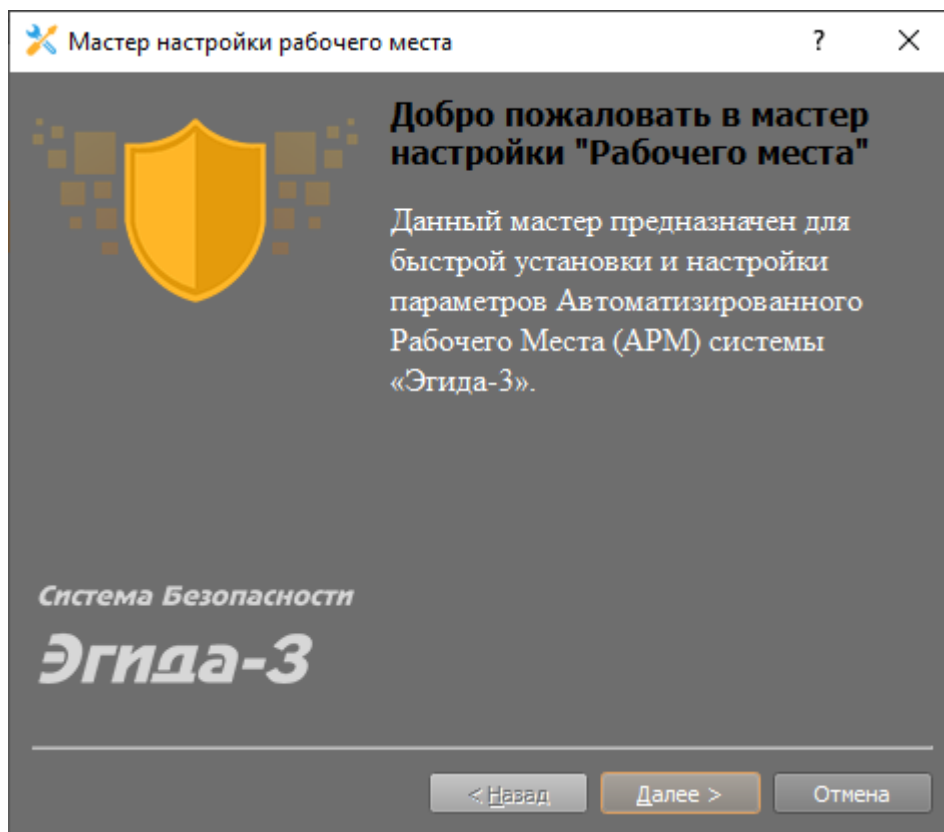 Мастер настройки рабочего места
?
Добро пожаловать в мастер
настройки "Рабочего места"
Данный мастер предназначен для
быстрой установки и настройки
параметров Автоматизированного
Рабочего Места (АРМ) системы
«Эгида-3».
Система Безопасности
Эгида-3
< Назад
Далее >
Отмена